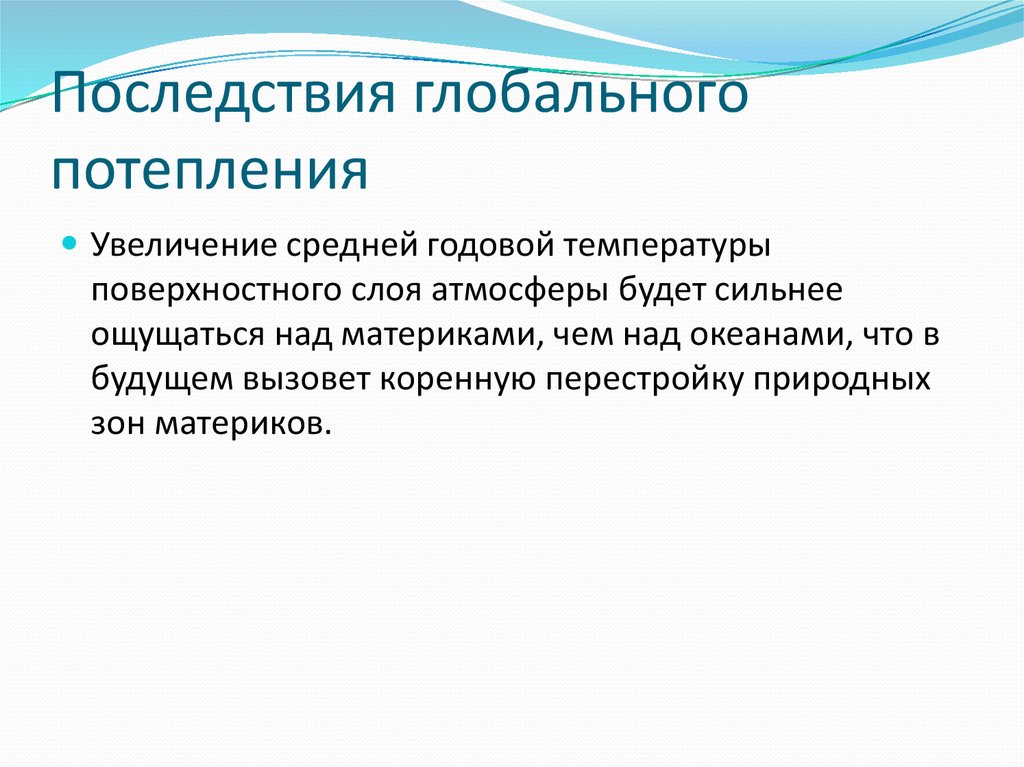 Последствия глобального
потепления
• Увеличение средней годовой температуры
поверхностного слоя атмосферы будет сильнее
ощущаться над материками, чем над океанами, что в
будущем вызовет коренную перестройку природных
зон материков.